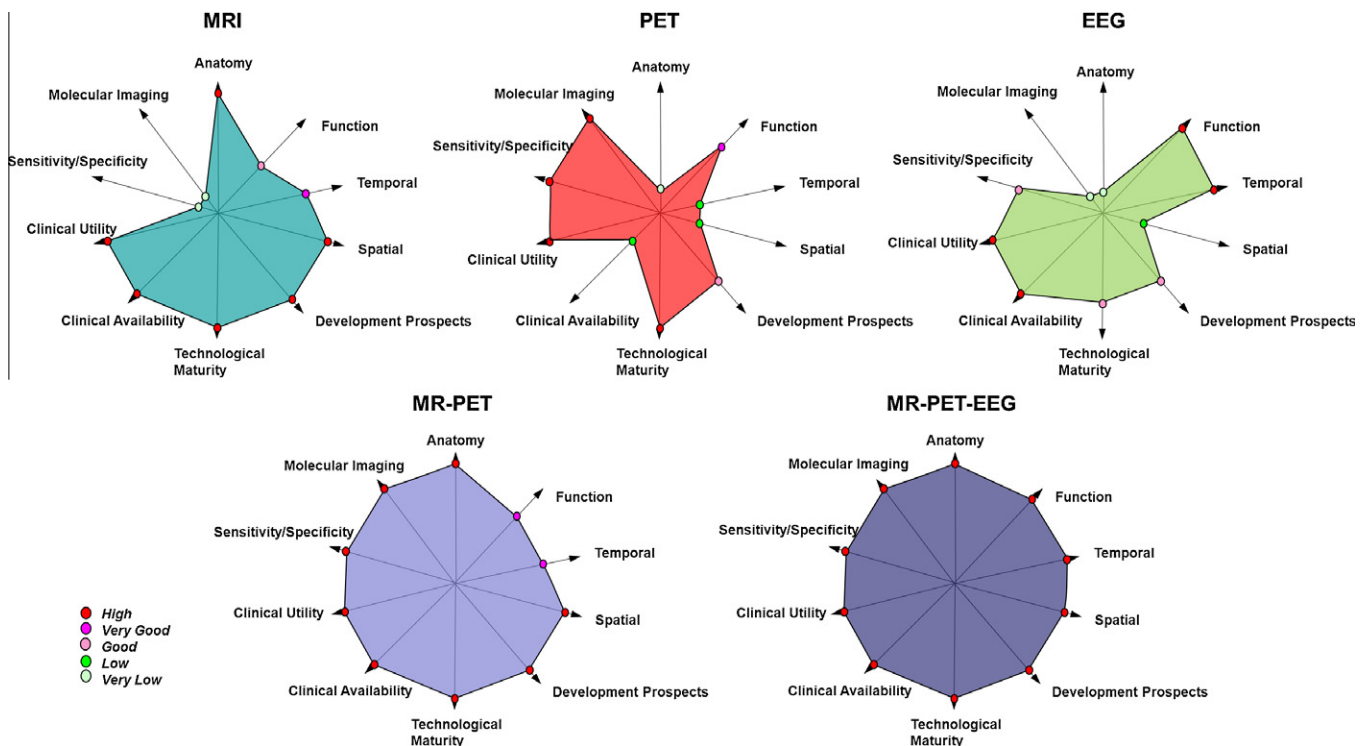 MRI
Anatomy
Molecular Imaging
Function
Sensitivity/Specificity
Temporal
Clinical Utility
Spatial
Clinical Availability
Development Prospects
Technological
Maturity
PET
Anatomy
Molecular Imaging
Function
Sensitivity/Specificity
Temporal
Spatial
Clinical Utility
Clinical Availability
Development Prospects
Technological
Maturity
EEG
Anatomy
Molecular Imaging
Function
Sensitivity/Specificity
Temporal
Clinical Utility
Spatial
Clinical Availability
Development Prospects
Technological
Maturity
MR-PET
Anatomy
Molecular Imaging
Function
Sensitivity/Specificity
Temporal
Clinical Utility
Spatial
Clinical Availability
Development Prospects
Technological
Maturity
MR-PET-EEG
Anatomy
Molecular Imaging
Function
Sensitivity/Specificity
Temporal
Clinical Utility
Spatial
Clinical Availability
Development Prospects
Technological
Maturity
High
Very Good
Good
Low
Very Low